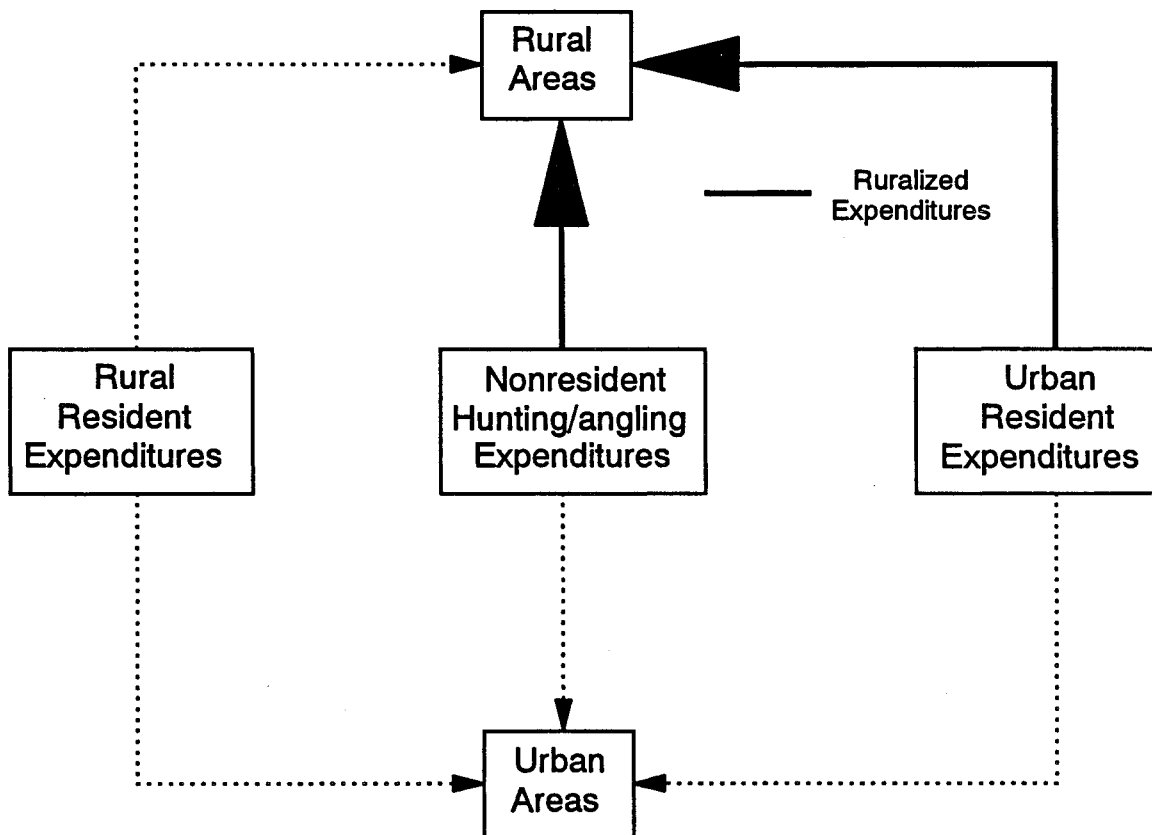 Rural
Areas
Ruralized
Expenditures
Rural
Resident
Expenditures
Nonresident
Hunting/angling
Expenditures
Urban
Resident
Expenditures
Urban
Areas